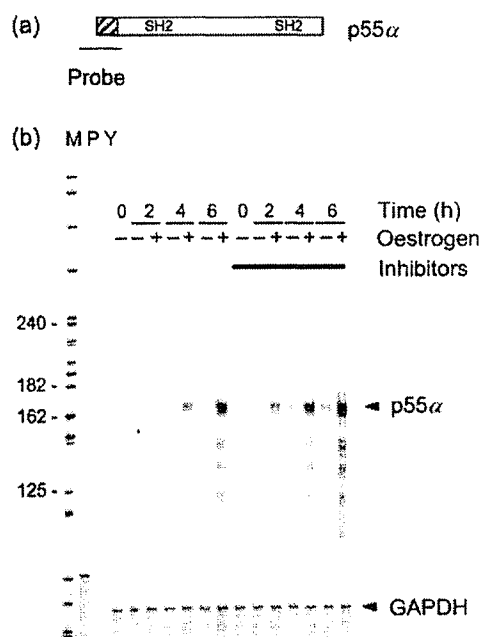 (a) SH2 SH2 p55α
Probe
(b) M P Y
0 2 4 6 0 2 4 6 Time (h)
– – + – + – + – – + – + – + Oestrogen
Inhibitors
240 -
182 -
162 -
p55α
125 -
GAPDH